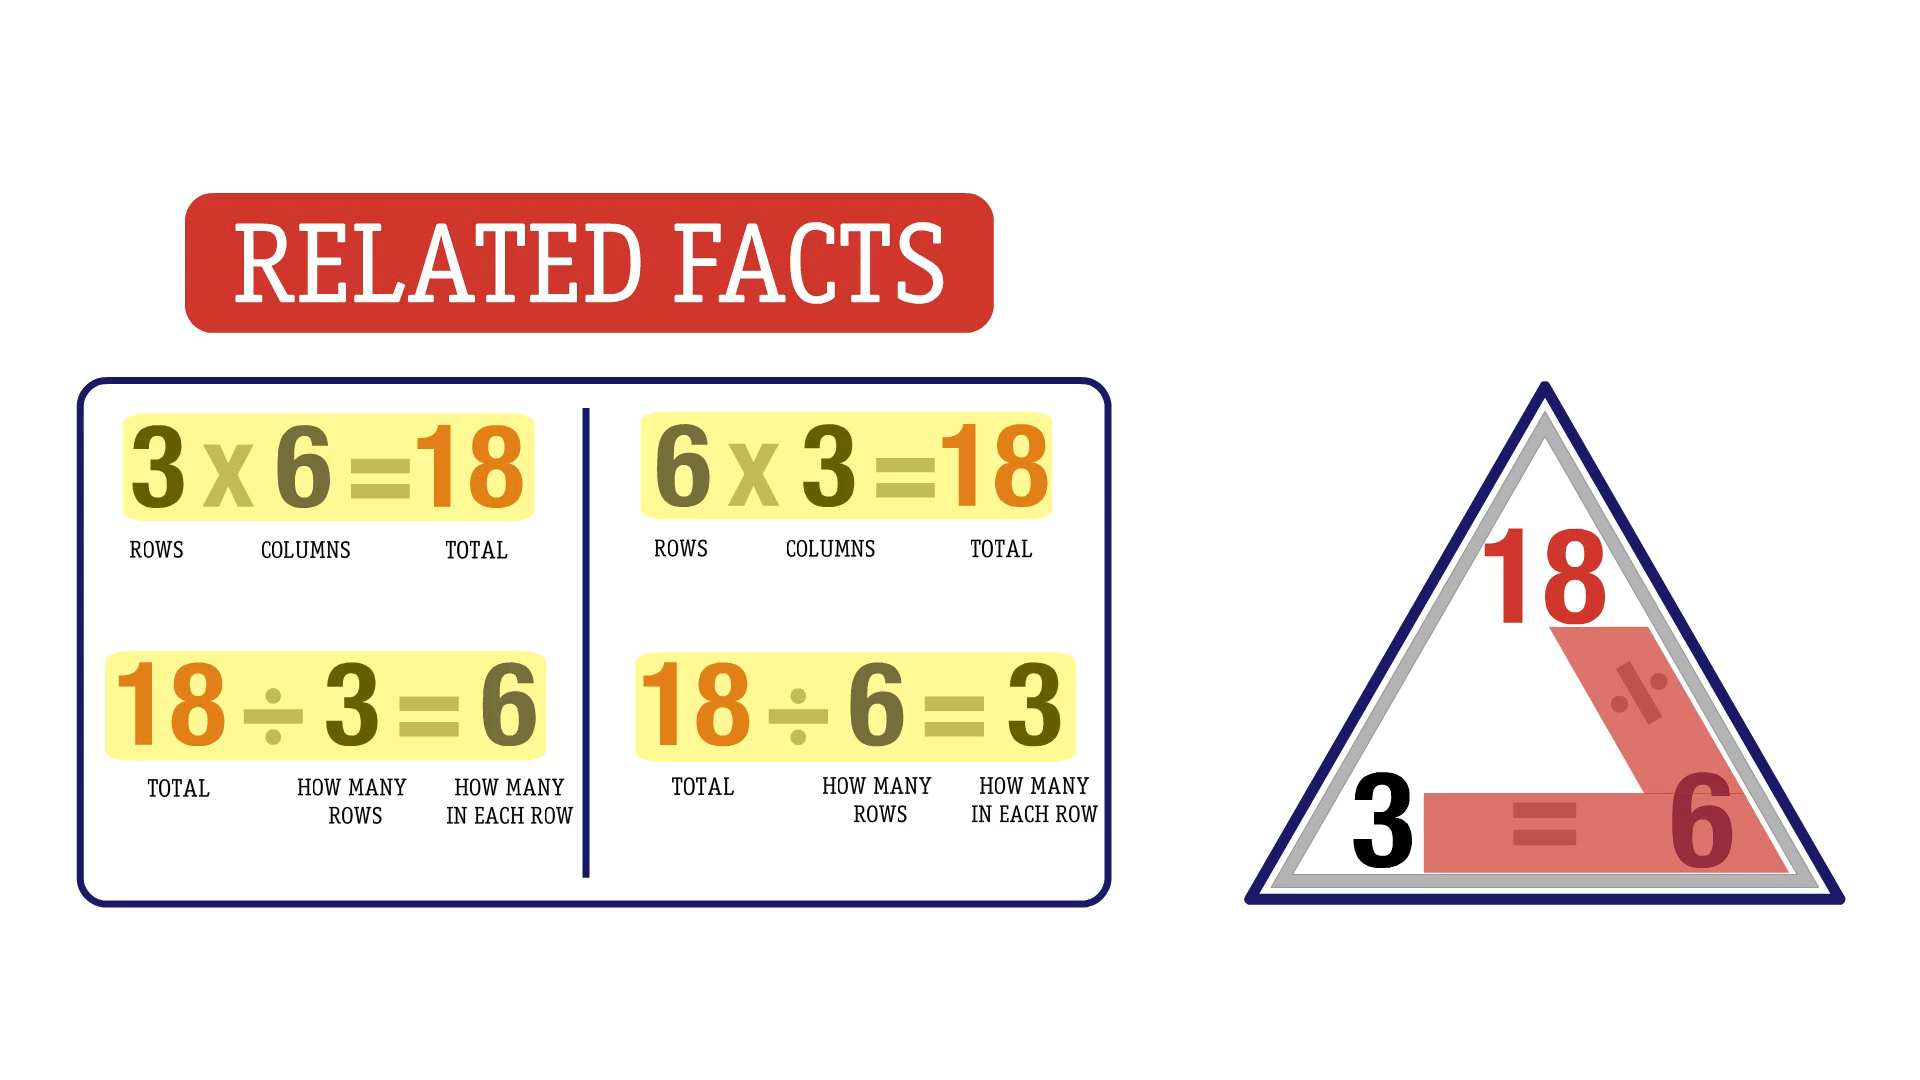 RELATED FACTS
3 x 6 = 18
ROWS COLUMNS TOTAL
18 ÷ 3 = 6
TOTAL HOW MANY HOW MANY
ROWS IN EACH ROW
6 x 3 = 18
ROWS COLUMNS TOTAL
18 ÷ 6 = 3
TOTAL HOW MANY HOW MANY
ROWS IN EACH ROW
18
÷
3 = 6